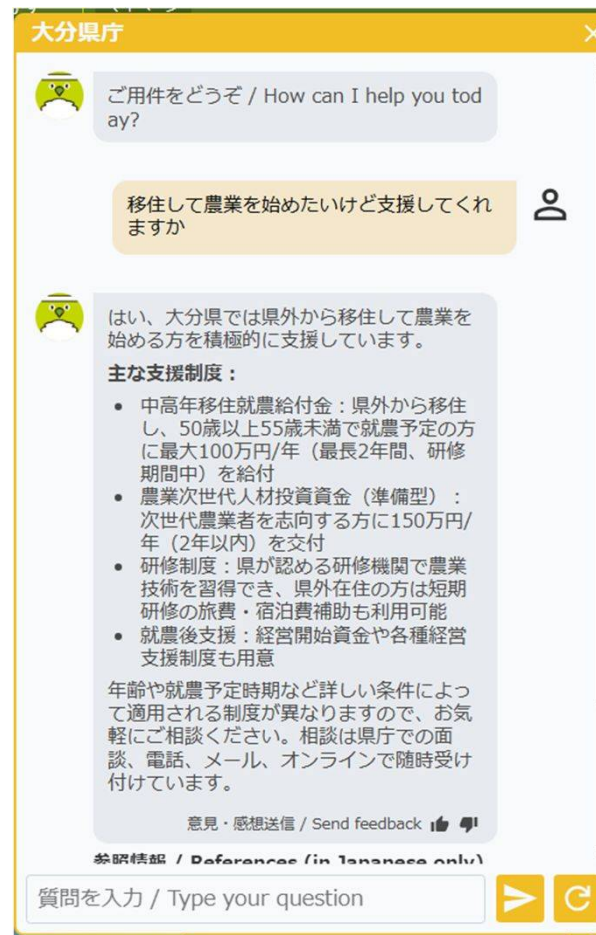 大分県庁
ご用件をどうぞ / How can I help you tod
ay?
移住して農業を始めたいけど支援してくれ
ますか
はい、大分県では県外から移住して農業を
始める方を積極的に支援しています。
主な支援制度：
• 中高年移住就農給付金：県外から移住
し、50歳以上55歳未満で就農予定の方
に最大100万円/年（最長2年間、研修
期間中）を給付
• 農業次世代人材投資資金（準備型）：
次世代農業者を志向する方に150万円/
年（2年以内）を交付
• 研修制度：県が認める研修機関で農業
技術を習得でき、県外在住の方は短期
研修の旅費・宿泊費補助も利用可能
• 就農後支援：経営開始資金や各種経営
支援制度も用意
年齢や就農予定時期など詳しい条件によっ
て適用される制度が異なりますので、お気
軽にご相談ください。相談は県庁での面
談、電話、メール、オンラインで随時受け
付けています。
意見・感想送信 / Send feedback
参照情報 / References (in Japanese only)
質問を入力 / Type your question